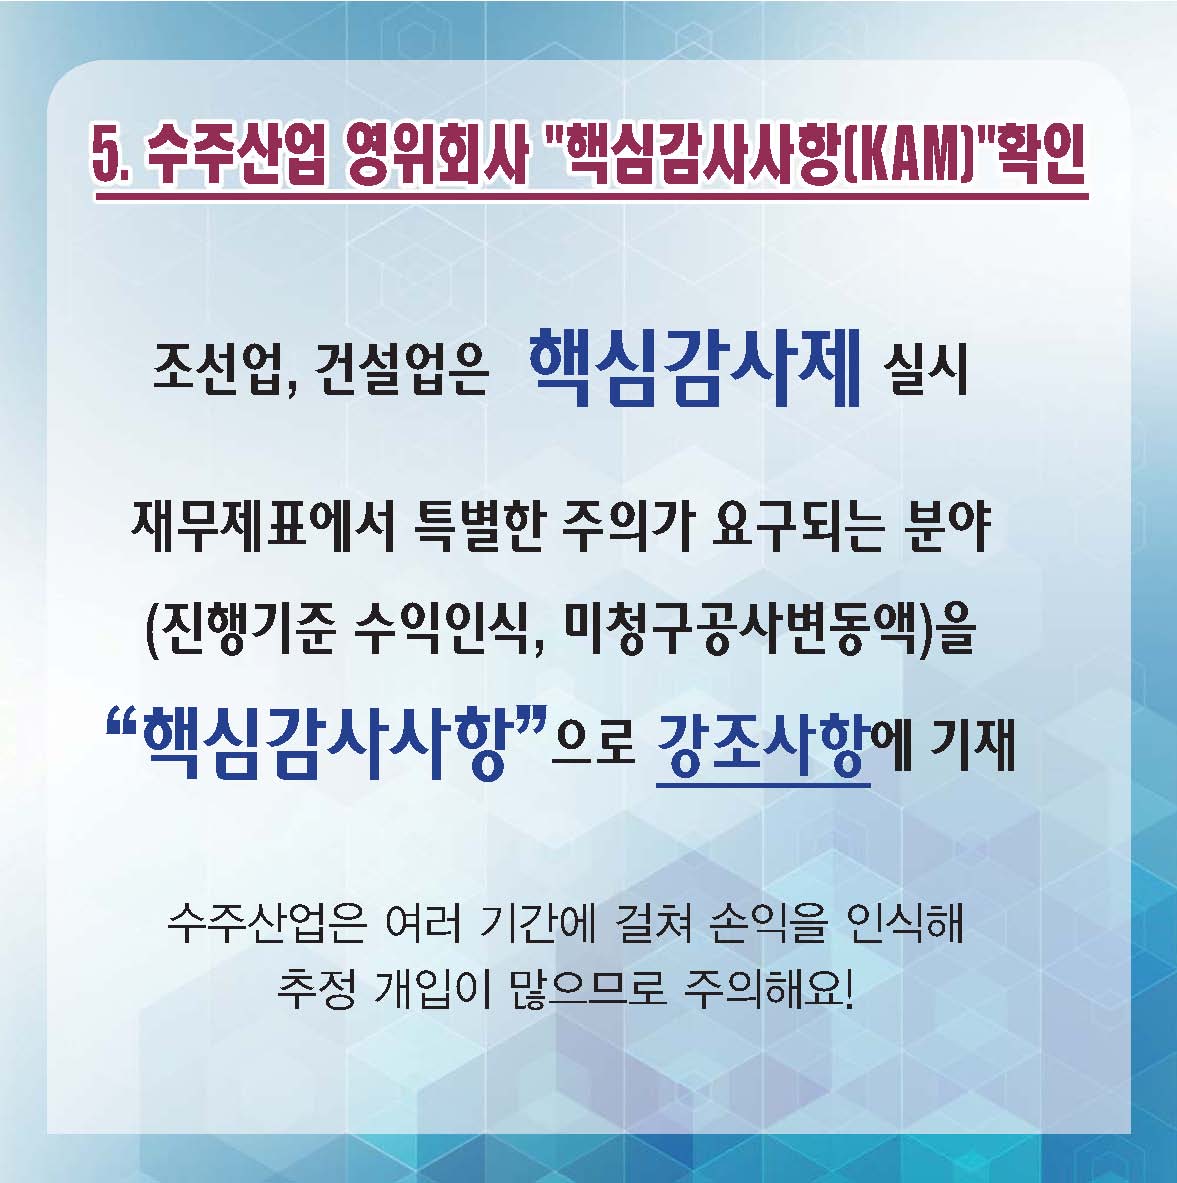 5. 수주산업 영위회사 "핵심감사사항(KAM)"확인
조선업, 건설업은 핵심감사제 실시
재무제표에서 특별한 주의가 요구되는 분야
(진행기준 수익인식, 미청구공사변동액)을
“핵심감사사항”으로 강조사항에 기재
수주산업은 여러 기간에 걸쳐 손익을 인식해
추정 개입이 많으므로 주의해요!